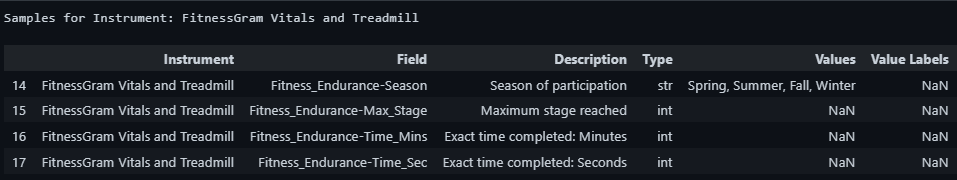 Samples for Instrument: FitnessGram Vitals and Treadmill
Instrument Field Description Type Values Value Labels
14 FitnessGram Vitals and Treadmill Fitness_Endurance-Season Season of participation str Spring, Summer, Fall, Winter NaN
15 FitnessGram Vitals and Treadmill Fitness_Endurance-Max_Stage Maximum stage reached int NaN NaN
16 FitnessGram Vitals and Treadmill Fitness_Endurance-Time_Mins Exact time completed: Minutes int NaN NaN
17 FitnessGram Vitals and Treadmill Fitness_Endurance-Time_Sec Exact time completed: Seconds int NaN NaN